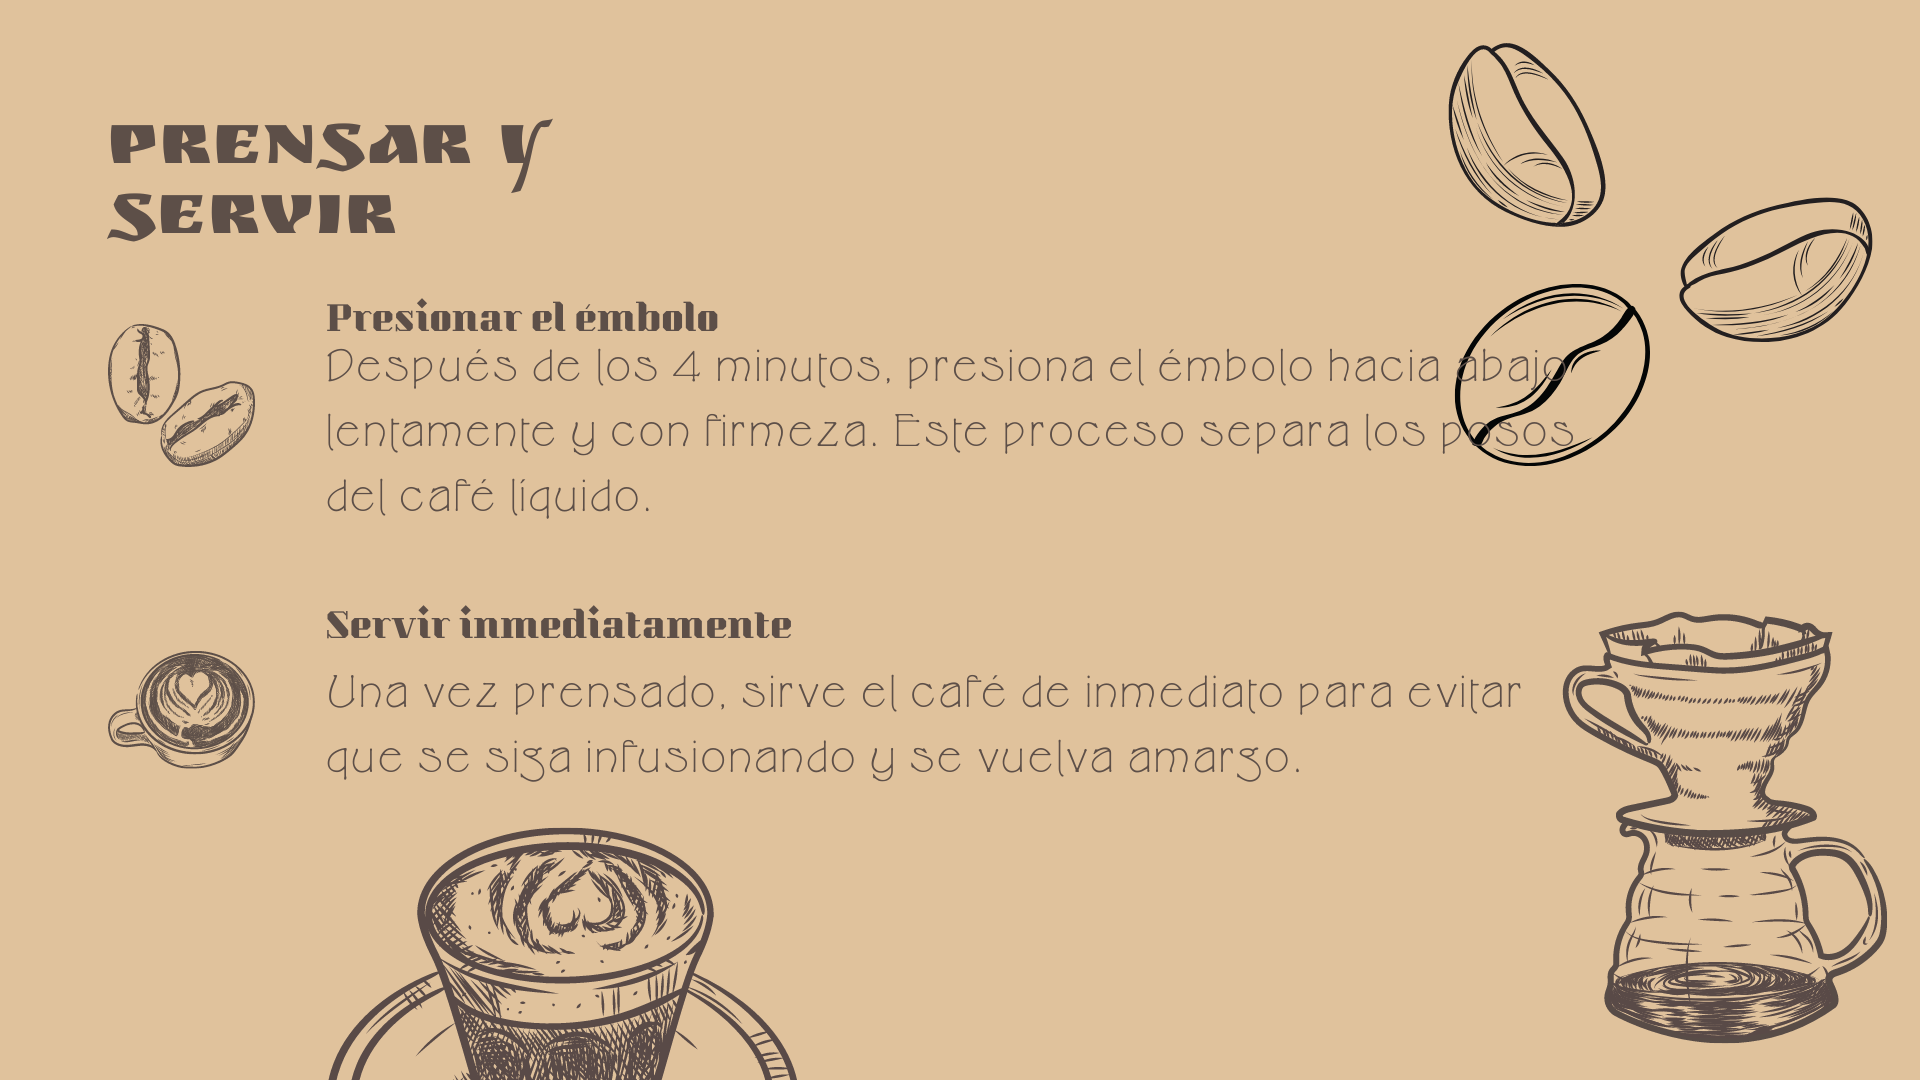 PRENSAR Y
SERVIR
Presionar el émbolo
Después de los 4 minutos, presiona el émbolo hacia abajo
lentamente y con firmeza. Este proceso separa los posos
del café líquido.
Servir inmediatamente
Una vez prensado, sirve el café de inmediato para evitar
que se siga infusionando y se vuelva amargo.